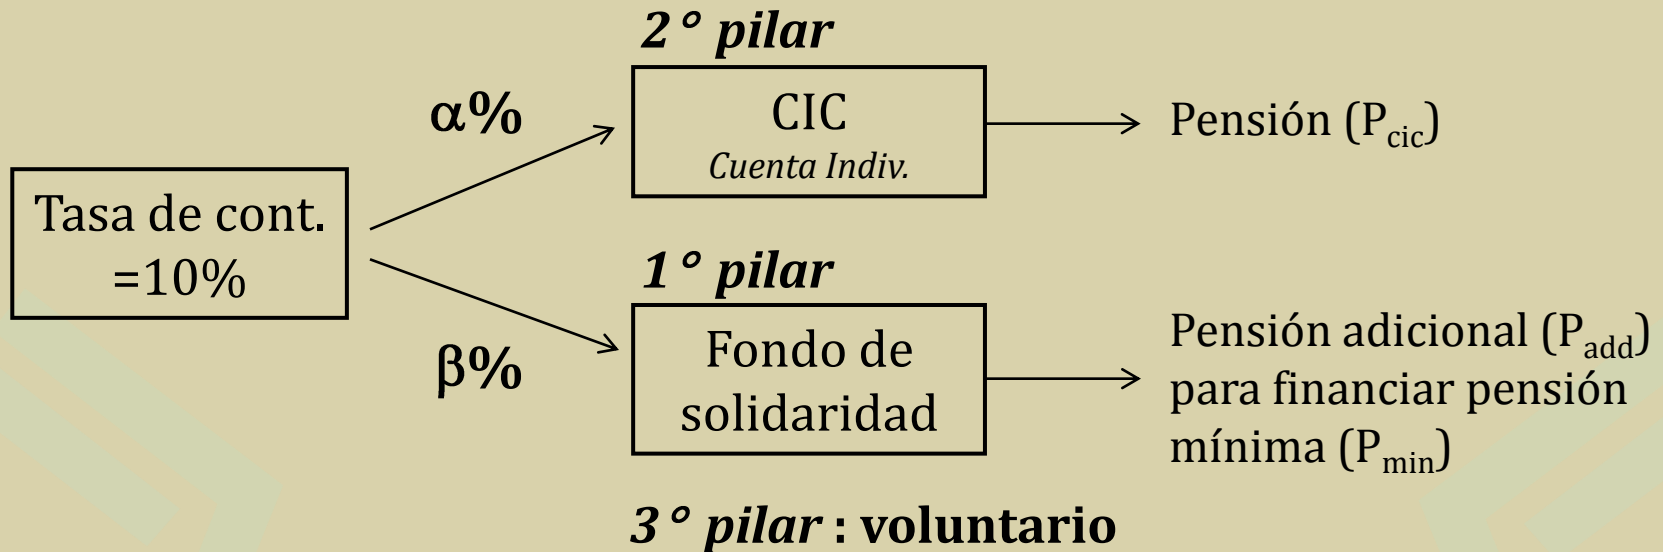 2° pilar
α%
CIC
Cuenta Indiv.
Pensión (Pcic)
Tasa de cont.
=10%
1° pilar
β%
Fondo de
solidaridad
Pensión adicional (Padd)
para financiar pensión
mínima (Pmin)
3° pilar : voluntario